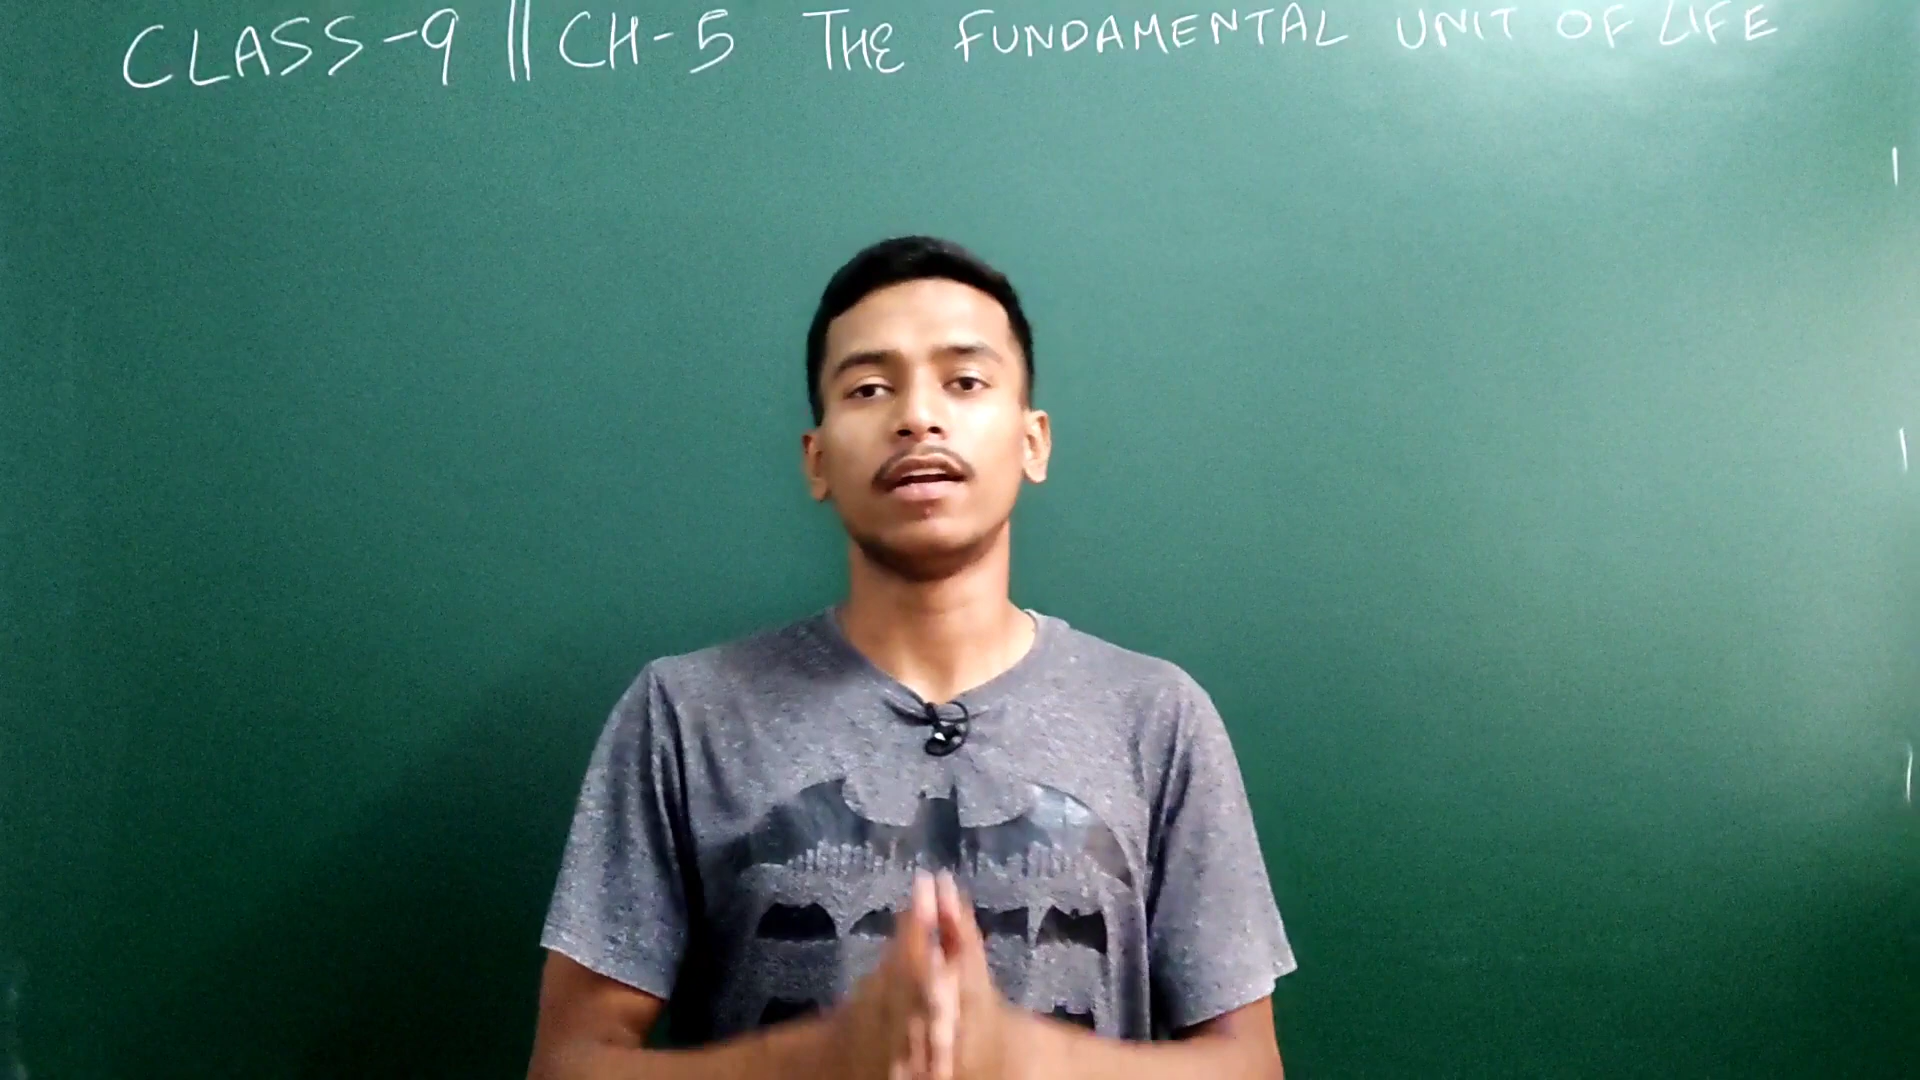 CLASS-9 || CH-5 THE FUNDAMENTAL UNIT OF LIFE